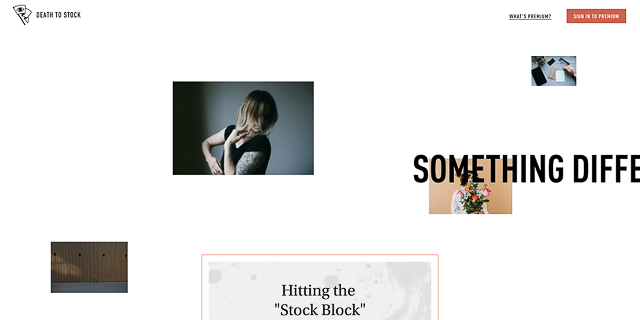 DEATH TO STOCK
WHAT'S PREMIUM?
SIGN IN TO PREMIUM
SOMETHING DIFFE
Hitting the
"Stock Block"